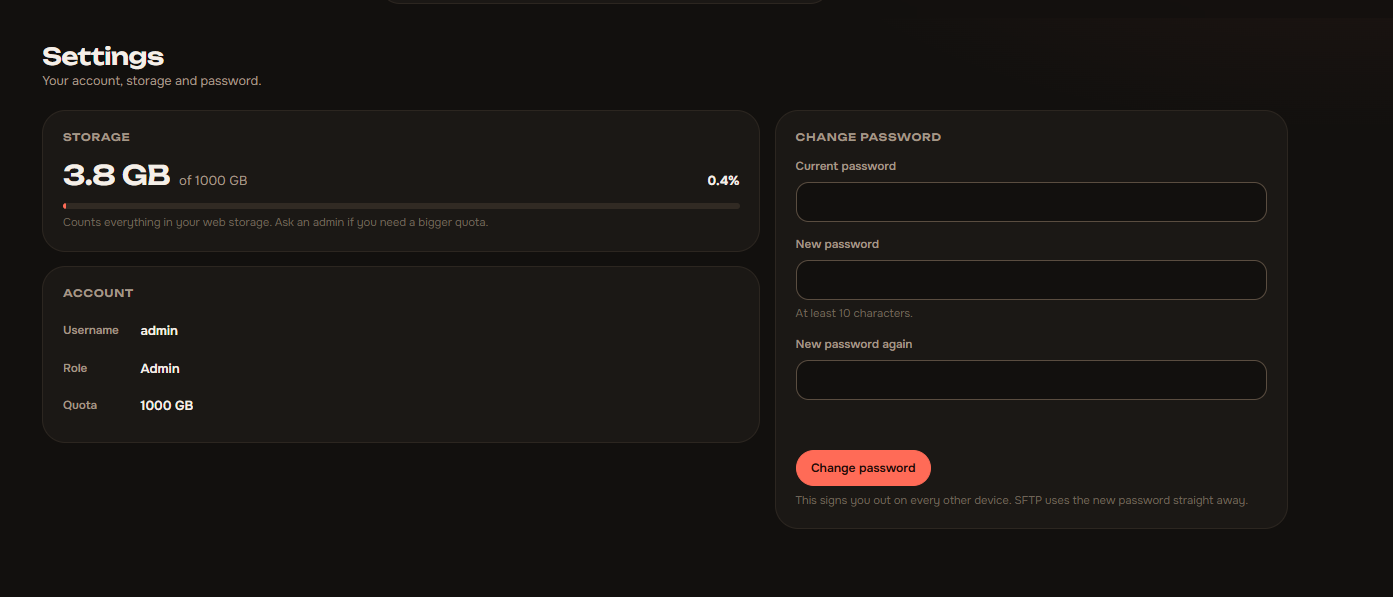 Settings
Your account, storage and password.
STORAGE
3.8 GB of 1000 GB
0.4%
Counts everything in your web storage. Ask an admin if you need a bigger quota.
ACCOUNT
Username admin
Role Admin
Quota 1000 GB
CHANGE PASSWORD
Current password
New password
At least 10 characters.
New password again
Change password
This signs you out on every other device. SFTP uses the new password straight away.